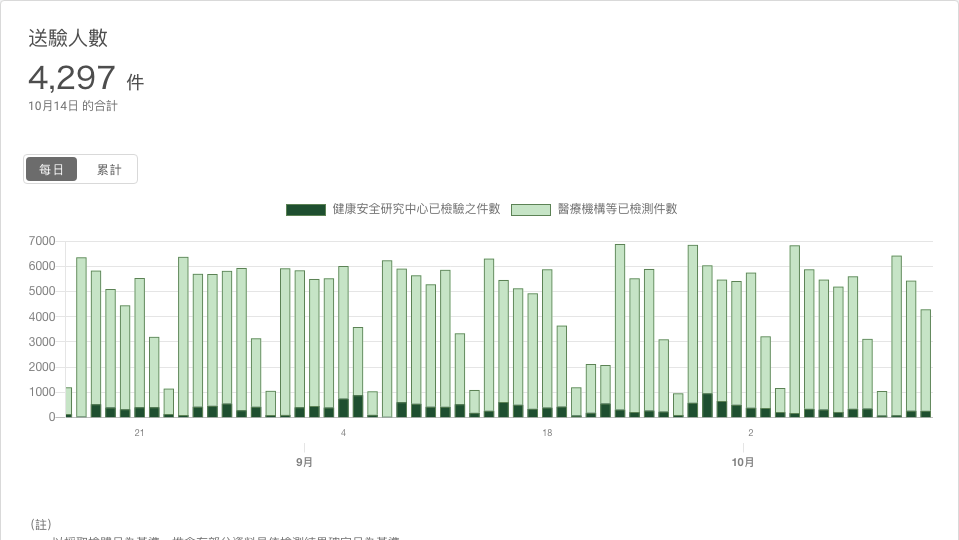 送驗人數
4,297 件
10月14日 的合計
每日 累計
健康安全研究中心已檢驗之件數 醫療機構等已檢測件數
7000
6000
5000
4000
3000
2000
1000
0
21 4 18 2
9月 10月
(註)